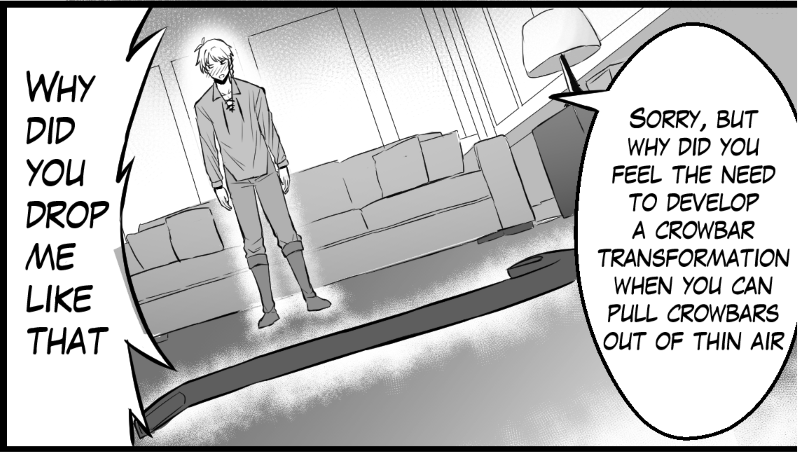 WHY
DID
YOU
DROP
ME
LIKE
THAT
SORRY, BUT
WHY DID YOU
FEEL THE NEED
TO DEVELOP
A CROWBAR
TRANSFORMATION
WHEN YOU CAN
PULL CROWBARS
OUT OF THIN AIR